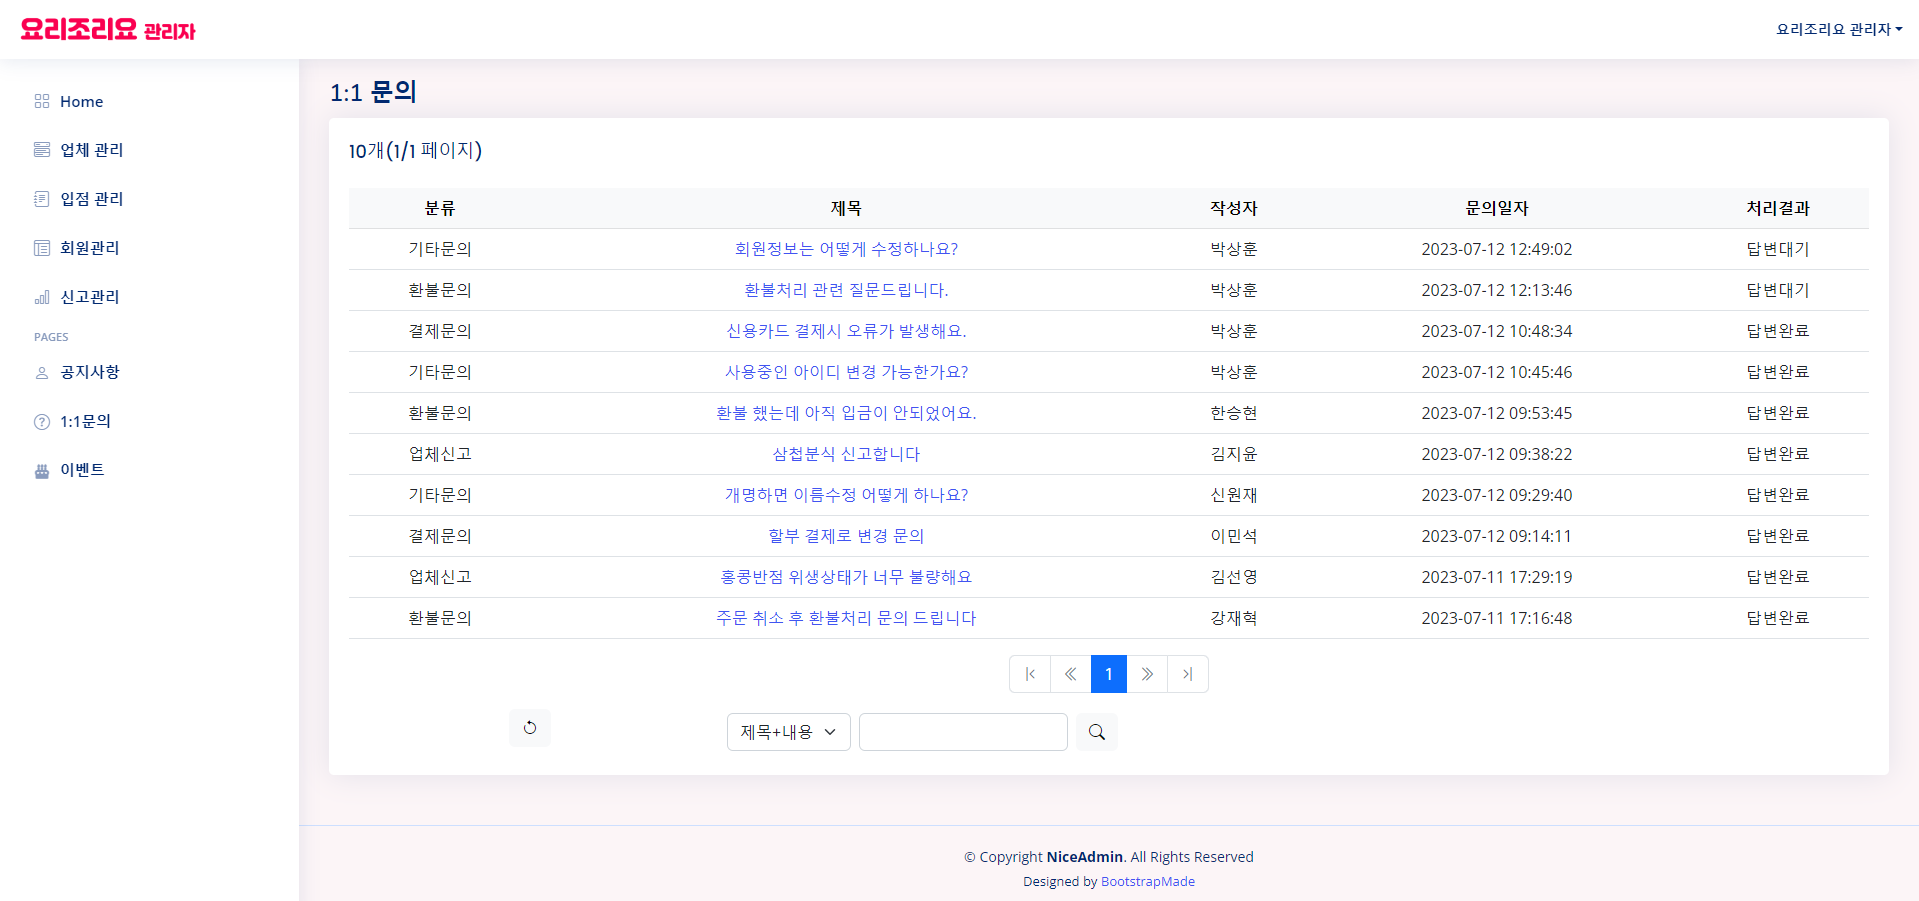 요리조리요 관리자
요리조리요 관리자
Home
업체 관리
입점 관리
회원관리
신고관리
PAGES
공지사항
1:1문의
이벤트
1:1 문의
10개(1/1 페이지)
분류 제목 작성자 문의일자 처리결과
기타문의 회원정보는 어떻게 수정하나요? 박상훈 2023-07-12 12:49:02 답변대기
환불문의 환불처리 관련 질문드립니다. 박상훈 2023-07-12 12:13:46 답변대기
결제문의 신용카드 결제시 오류가 발생해요. 박상훈 2023-07-12 10:48:34 답변완료
기타문의 사용중인 아이디 변경 가능한가요? 박상훈 2023-07-12 10:45:46 답변완료
환불문의 환불 했는데 아직 입금이 안되었어요. 한승현 2023-07-12 09:53:45 답변완료
업체신고 삼첩분식 신고합니다 김지윤 2023-07-12 09:38:22 답변완료
기타문의 개명하면 이름수정 어떻게 하나요? 신원재 2023-07-12 09:29:40 답변완료
결제문의 할부 결제로 변경 문의 이민석 2023-07-12 09:14:11 답변완료
업체신고 홍콩반점 위생상태가 너무 불량해요 김선영 2023-07-11 17:29:19 답변완료
환불문의 주문 취소 후 환불처리 문의 드립니다 강재혁 2023-07-11 17:16:48 답변완료
1
제목+내용
© Copyright NiceAdmin. All Rights Reserved
Designed by BootstrapMade